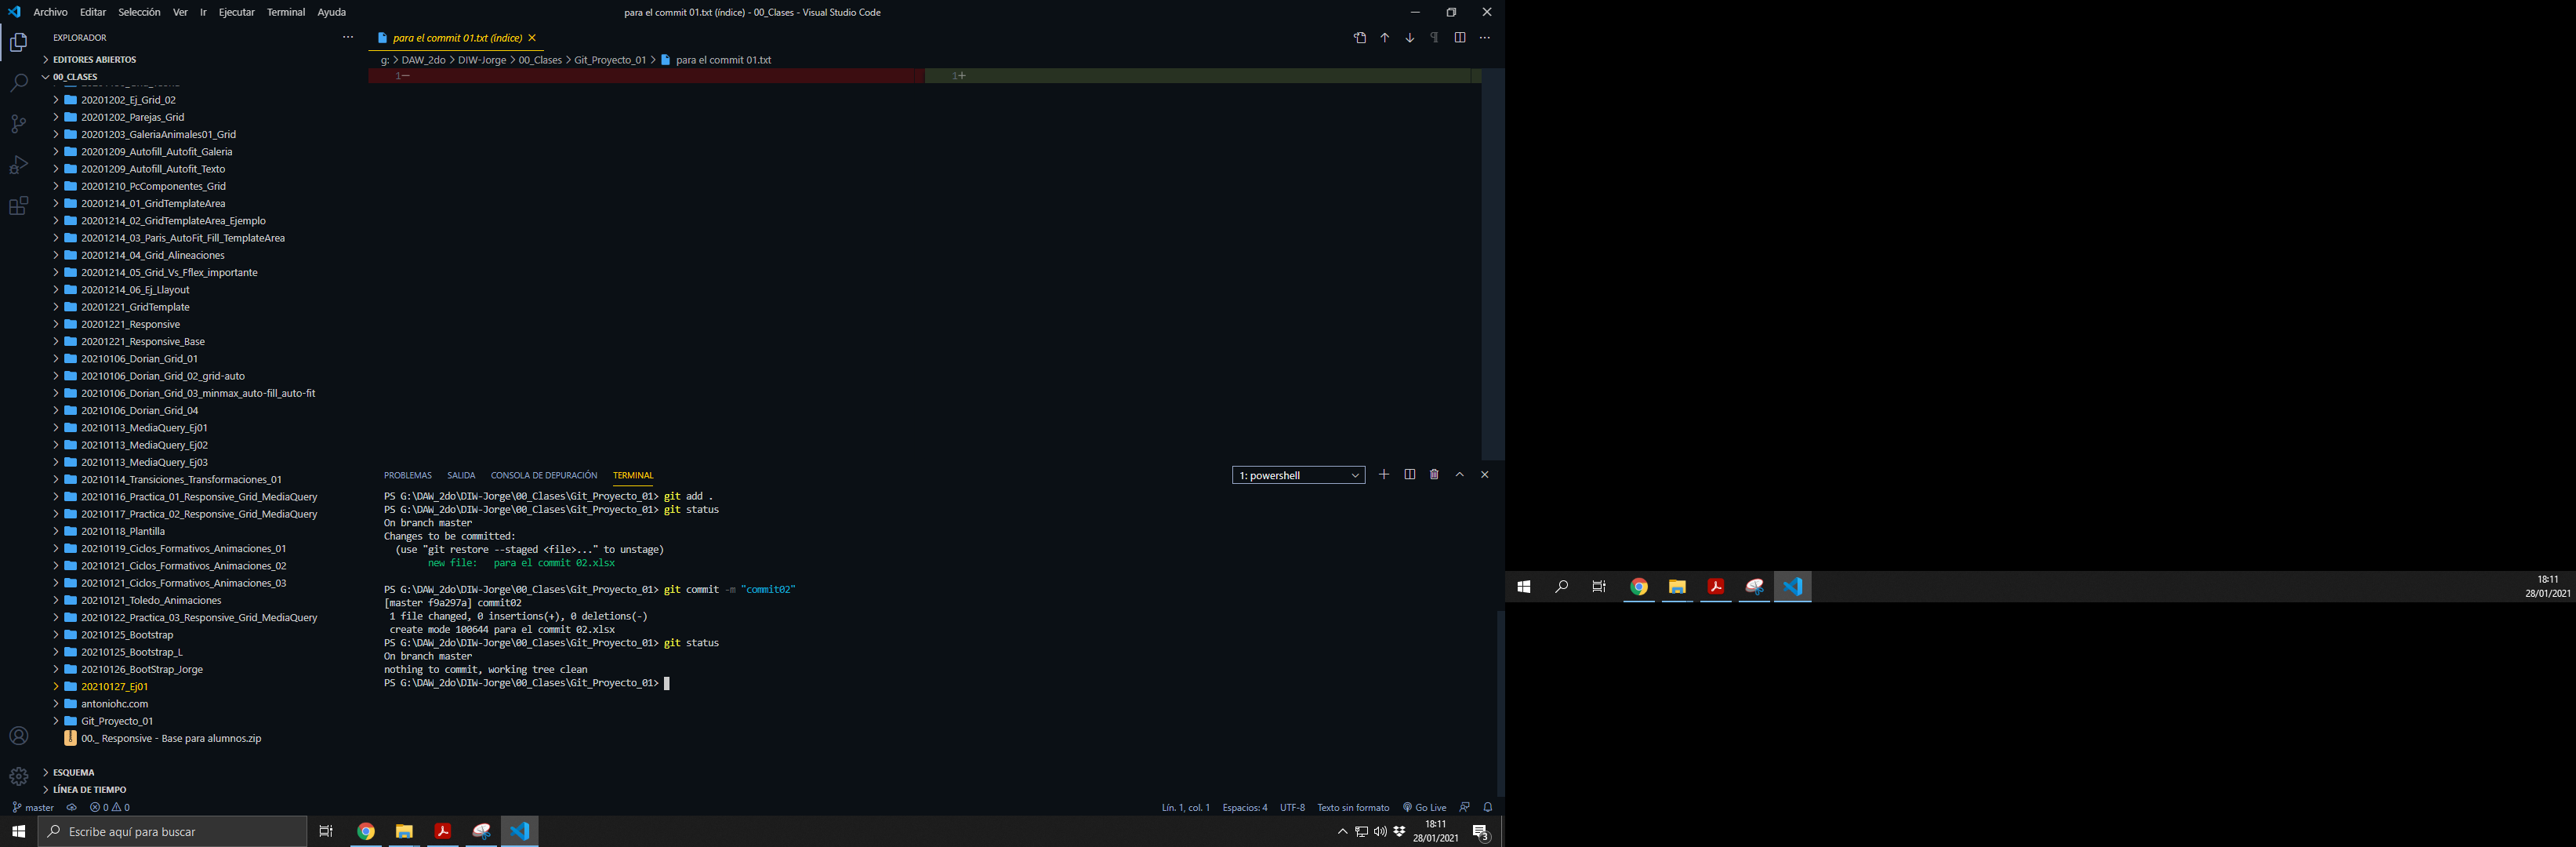 Archivo Editar Selección Ver Ir Ejecutar Terminal Ayuda
para el commit 01.txt (índice) - 00_Clases - Visual Studio Code
EXPLORADOR
EDITORES ABIERTOS
00_CLASES
20201202_Ej_Grid_02
20201202_Parejas_Grid
20201203_GaleriaAnimales01_Grid
20201209_Autofill_Autofit_Galeria
20201209_Autofill_Autofit_Texto
20201210_PcComponentes_Grid
20201214_01_GridTemplateArea
20201214_02_GridTemplateArea_Ejemplo
20201214_03_Paris_AutoFit_Fill_TemplateArea
20201214_04_Grid_Alineaciones
20201214_05_Grid_Vs_Fflex_importante
20201214_06_Ej_Llayout
20201221_GridTemplate
20201221_Responsive
20201221_Responsive_Base
20210106_Dorian_Grid_01
20210106_Dorian_Grid_02_grid-auto
20210106_Dorian_Grid_03_minmax_auto-fill_auto-fit
20210106_Dorian_Grid_04
20210113_MediaQuery_Ej01
20210113_MediaQuery_Ej02
20210113_MediaQuery_Ej03
20210114_Transiciones_Transformaciones_01
20210116_Practica_01_Responsive_Grid_MediaQuery
20210117_Practica_02_Responsive_Grid_MediaQuery
20210118_Plantilla
20210119_Ciclos_Formativos_Animaciones_01
20210121_Ciclos_Formativos_Animaciones_02
20210121_Ciclos_Formativos_Animaciones_03
20210121_Toledo_Animaciones
20210122_Practica_03_Responsive_Grid_MediaQuery
20210125_Bootstrap
20210125_Bootstrap_L
20210126_BootStrap_Jorge
20210127_Ej01
antoniohc.com
Git_Proyecto_01
00._ Responsive - Base para alumnos.zip
ESQUEMA
LÍNEA DE TIEMPO
para el commit 01.txt (índice)
g: > DAW_2do > DIW-Jorge > 00_Clases > Git_Proyecto_01 > para el commit 01.txt
1−
1+
PROBLEMAS SALIDA CONSOLA DE DEPURACIÓN TERMINAL
1: powershell
PS G:\DAW_2do\DIW-Jorge\00_Clases\Git_Proyecto_01> git add .
PS G:\DAW_2do\DIW-Jorge\00_Clases\Git_Proyecto_01> git status
On branch master
Changes to be committed:
(use "git restore --staged <file>..." to unstage)
new file: para el commit 02.xlsx
PS G:\DAW_2do\DIW-Jorge\00_Clases\Git_Proyecto_01> git commit -m "commit02"
[master f9a297a] commit02
1 file changed, 0 insertions(+), 0 deletions(-)
create mode 100644 para el commit 02.xlsx
PS G:\DAW_2do\DIW-Jorge\00_Clases\Git_Proyecto_01> git status
On branch master
nothing to commit, working tree clean
PS G:\DAW_2do\DIW-Jorge\00_Clases\Git_Proyecto_01>
master 0 0
Lín. 1, col. 1 Espacios: 4 UTF-8 Texto sin formato Go Live
Escribe aquí para buscar
18:11
28/01/2021
3
18:11
28/01/2021